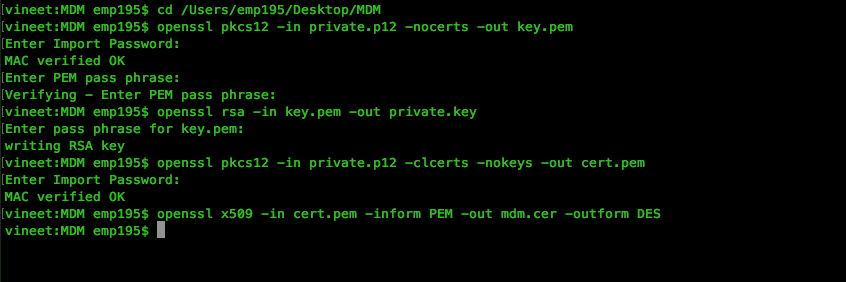 [vineet:MDM emp195$ cd /Users/emp195/Desktop/MDM
[vineet:MDM emp195$ openssl pkcs12 -in private.p12 -nocerts -out key.pem
[Enter Import Password:
MAC verified OK
[Enter PEM pass phrase:
[Verifying - Enter PEM pass phrase:
[vineet:MDM emp195$ openssl rsa -in key.pem -out private.key
[Enter pass phrase for key.pem:
writing RSA key
[vineet:MDM emp195$ openssl pkcs12 -in private.p12 -clcerts -nokeys -out cert.pem
[Enter Import Password:
MAC verified OK
[vineet:MDM emp195$ openssl x509 -in cert.pem -inform PEM -out mdm.cer -outform DES
vineet:MDM emp195$